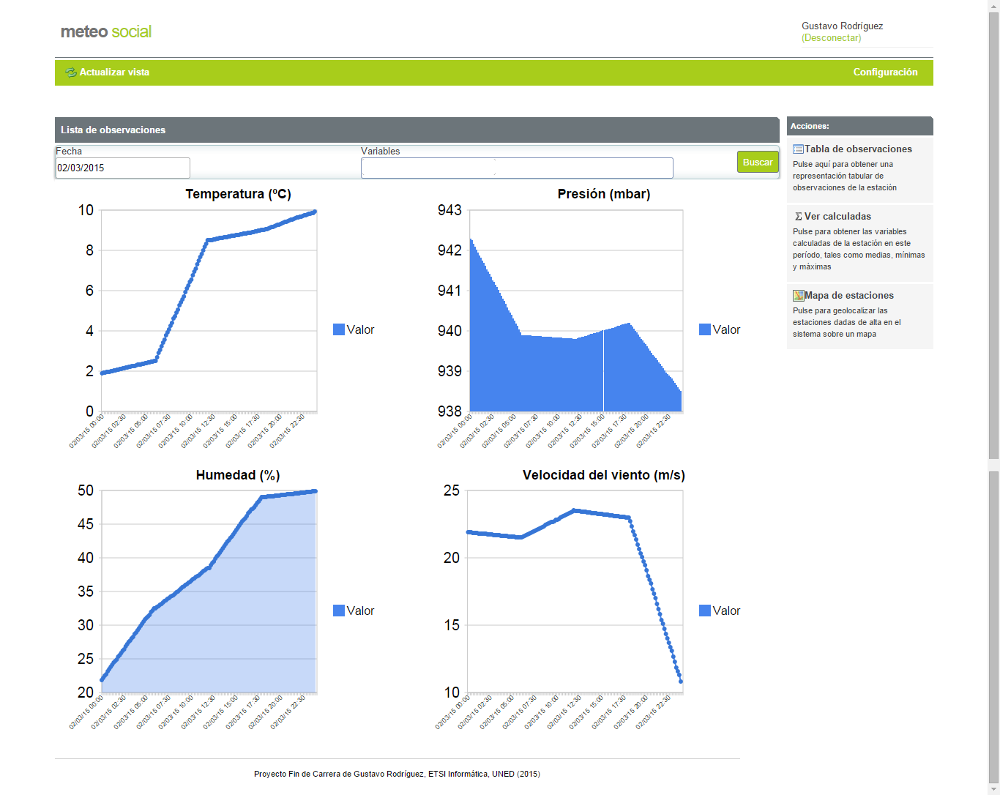 meteo social
Gustavo Rodríguez
(Desconectar)
Actualizar vista
Configuración
Lista de observaciones
Fecha
Variables
02/03/2015
Buscar
Acciones:
Tabla de observaciones
Pulse aquí para obtener una
representación tabular de
observaciones de la estación
Σ Ver calculadas
Pulse para obtener las variables
calculadas de la estación en este
período, tales como medias, mínimas
y máximas
Mapa de estaciones
Pulse para geolocalizar las
estaciones dadas de alta en el
sistema sobre un mapa
Temperatura (ºC)
10
8
6
4
2
0
02/03/15 00:00
02/03/15 02:30
02/03/15 05:00
02/03/15 07:30
02/03/15 10:00
02/03/15 12:30
02/03/15 15:00
02/03/15 17:30
02/03/15 20:00
02/03/15 22:30
Valor
Presión (mbar)
943
942
941
940
939
938
02/03/15 00:00
02/03/15 02:30
02/03/15 05:00
02/03/15 07:30
02/03/15 10:00
02/03/15 12:30
02/03/15 15:00
02/03/15 17:30
02/03/15 20:00
02/03/15 22:30
Valor
Humedad (%)
50
45
40
35
30
25
20
02/03/15 00:00
02/03/15 02:30
02/03/15 05:00
02/03/15 07:30
02/03/15 10:00
02/03/15 12:30
02/03/15 15:00
02/03/15 17:30
02/03/15 20:00
02/03/15 22:30
Valor
Velocidad del viento (m/s)
25
20
15
10
02/03/15 00:00
02/03/15 02:30
02/03/15 05:00
02/03/15 07:30
02/03/15 10:00
02/03/15 12:30
02/03/15 15:00
02/03/15 17:30
02/03/15 20:00
02/03/15 22:30
Valor
Proyecto Fin de Carrera de Gustavo Rodríguez, ETSI Informática, UNED (2015)